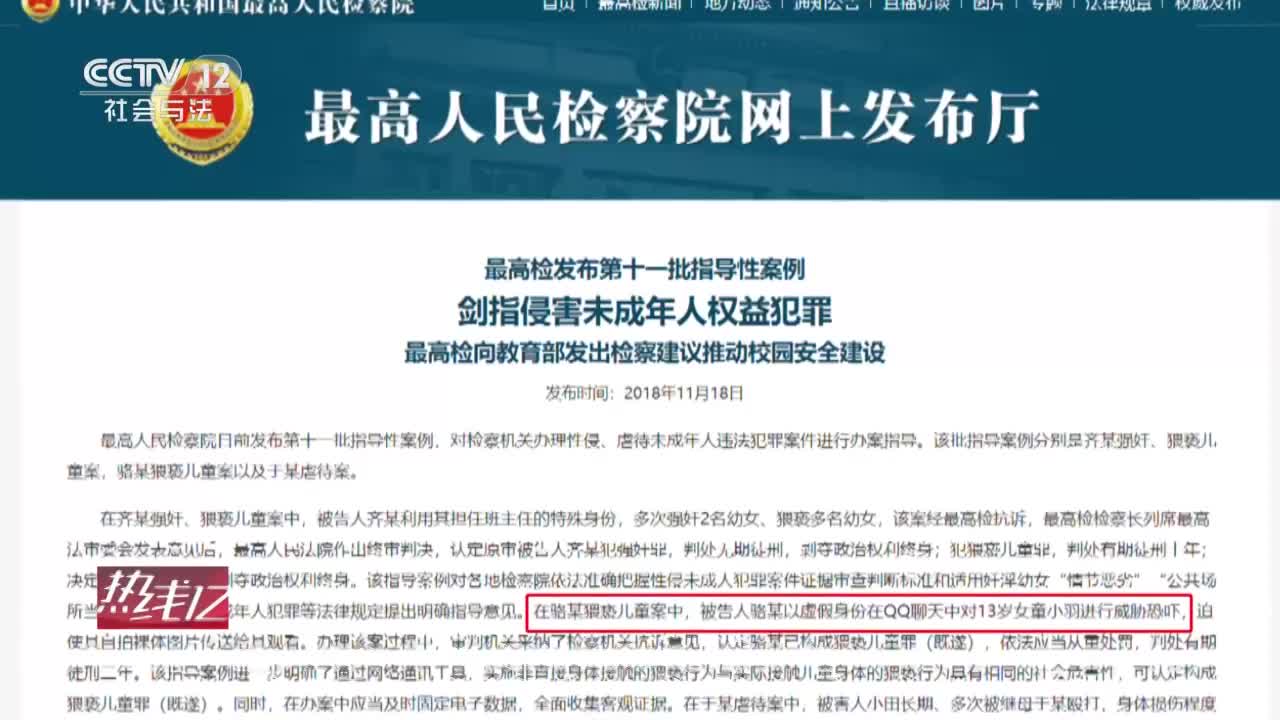 中华人民共和国最高人民检察院
首页 | 最高检新闻 | 地方动态 | 通知公告 | 直播访谈 | 图片 | 专题 | 法律规章 | 权威发布
CCTV 12
社会与法
最高人民检察院网上发布厅
最高检发布第十一批指导性案例
剑指侵害未成年人权益犯罪
最高检向教育部发出检察建议推动校园安全建设
发布时间：2018年11月18日
最高人民检察院日前发布第十一批指导性案例，对检察机关办理性侵、虐待未成年人违法犯罪案件进行办案指导。该批指导案例分别是齐某强奸、猥亵儿
童案，骆某猥亵儿童案以及于某虐待案。
在齐某强奸、猥亵儿童案中，被告人齐某利用其担任班主任的特殊身份，多次强奸2名幼女、猥亵多名幼女，该案经最高检抗诉，最高检检察长列席最高
法审委会发表意见后，最高人民法院作出终审判决，认定原审被告人齐某犯强奸罪，判处无期徒刑，剥夺政治权利终身；犯猥亵儿童罪，判处有期徒刑十年；
决定 剥夺政治权利终身。该指导案例对各地检察院依法准确把握性侵未成人犯罪案件证据审查判断标准和适用奸淫幼女“情节恶劣”“公共场
所当 成年人犯罪等法律规定提出明确指导意见。在骆某猥亵儿童案中，被告人骆某以虚假身份在QQ聊天中对13岁女童小羽进行威胁恐吓，迫
热线12
使其自拍裸体图片传送给其观看。办理该案过程中，审判机关采纳了检察机关抗诉意见，认定骆某已构成猥亵儿童罪（既遂），依法应当从重处罚，判处有期
徒刑二年。该指导案例进一步明确了通过网络通讯工具，实施非直接身体接触的猥亵行为与实际接触儿童身体的猥亵行为具有相同的社会危害性，可认定构成
猥亵儿童罪（既遂）。同时，在办案中应当及时固定电子数据，全面收集客观证据。在于某虐待案中，被害人小田长期、多次被继母于某殴打，身体损伤程度